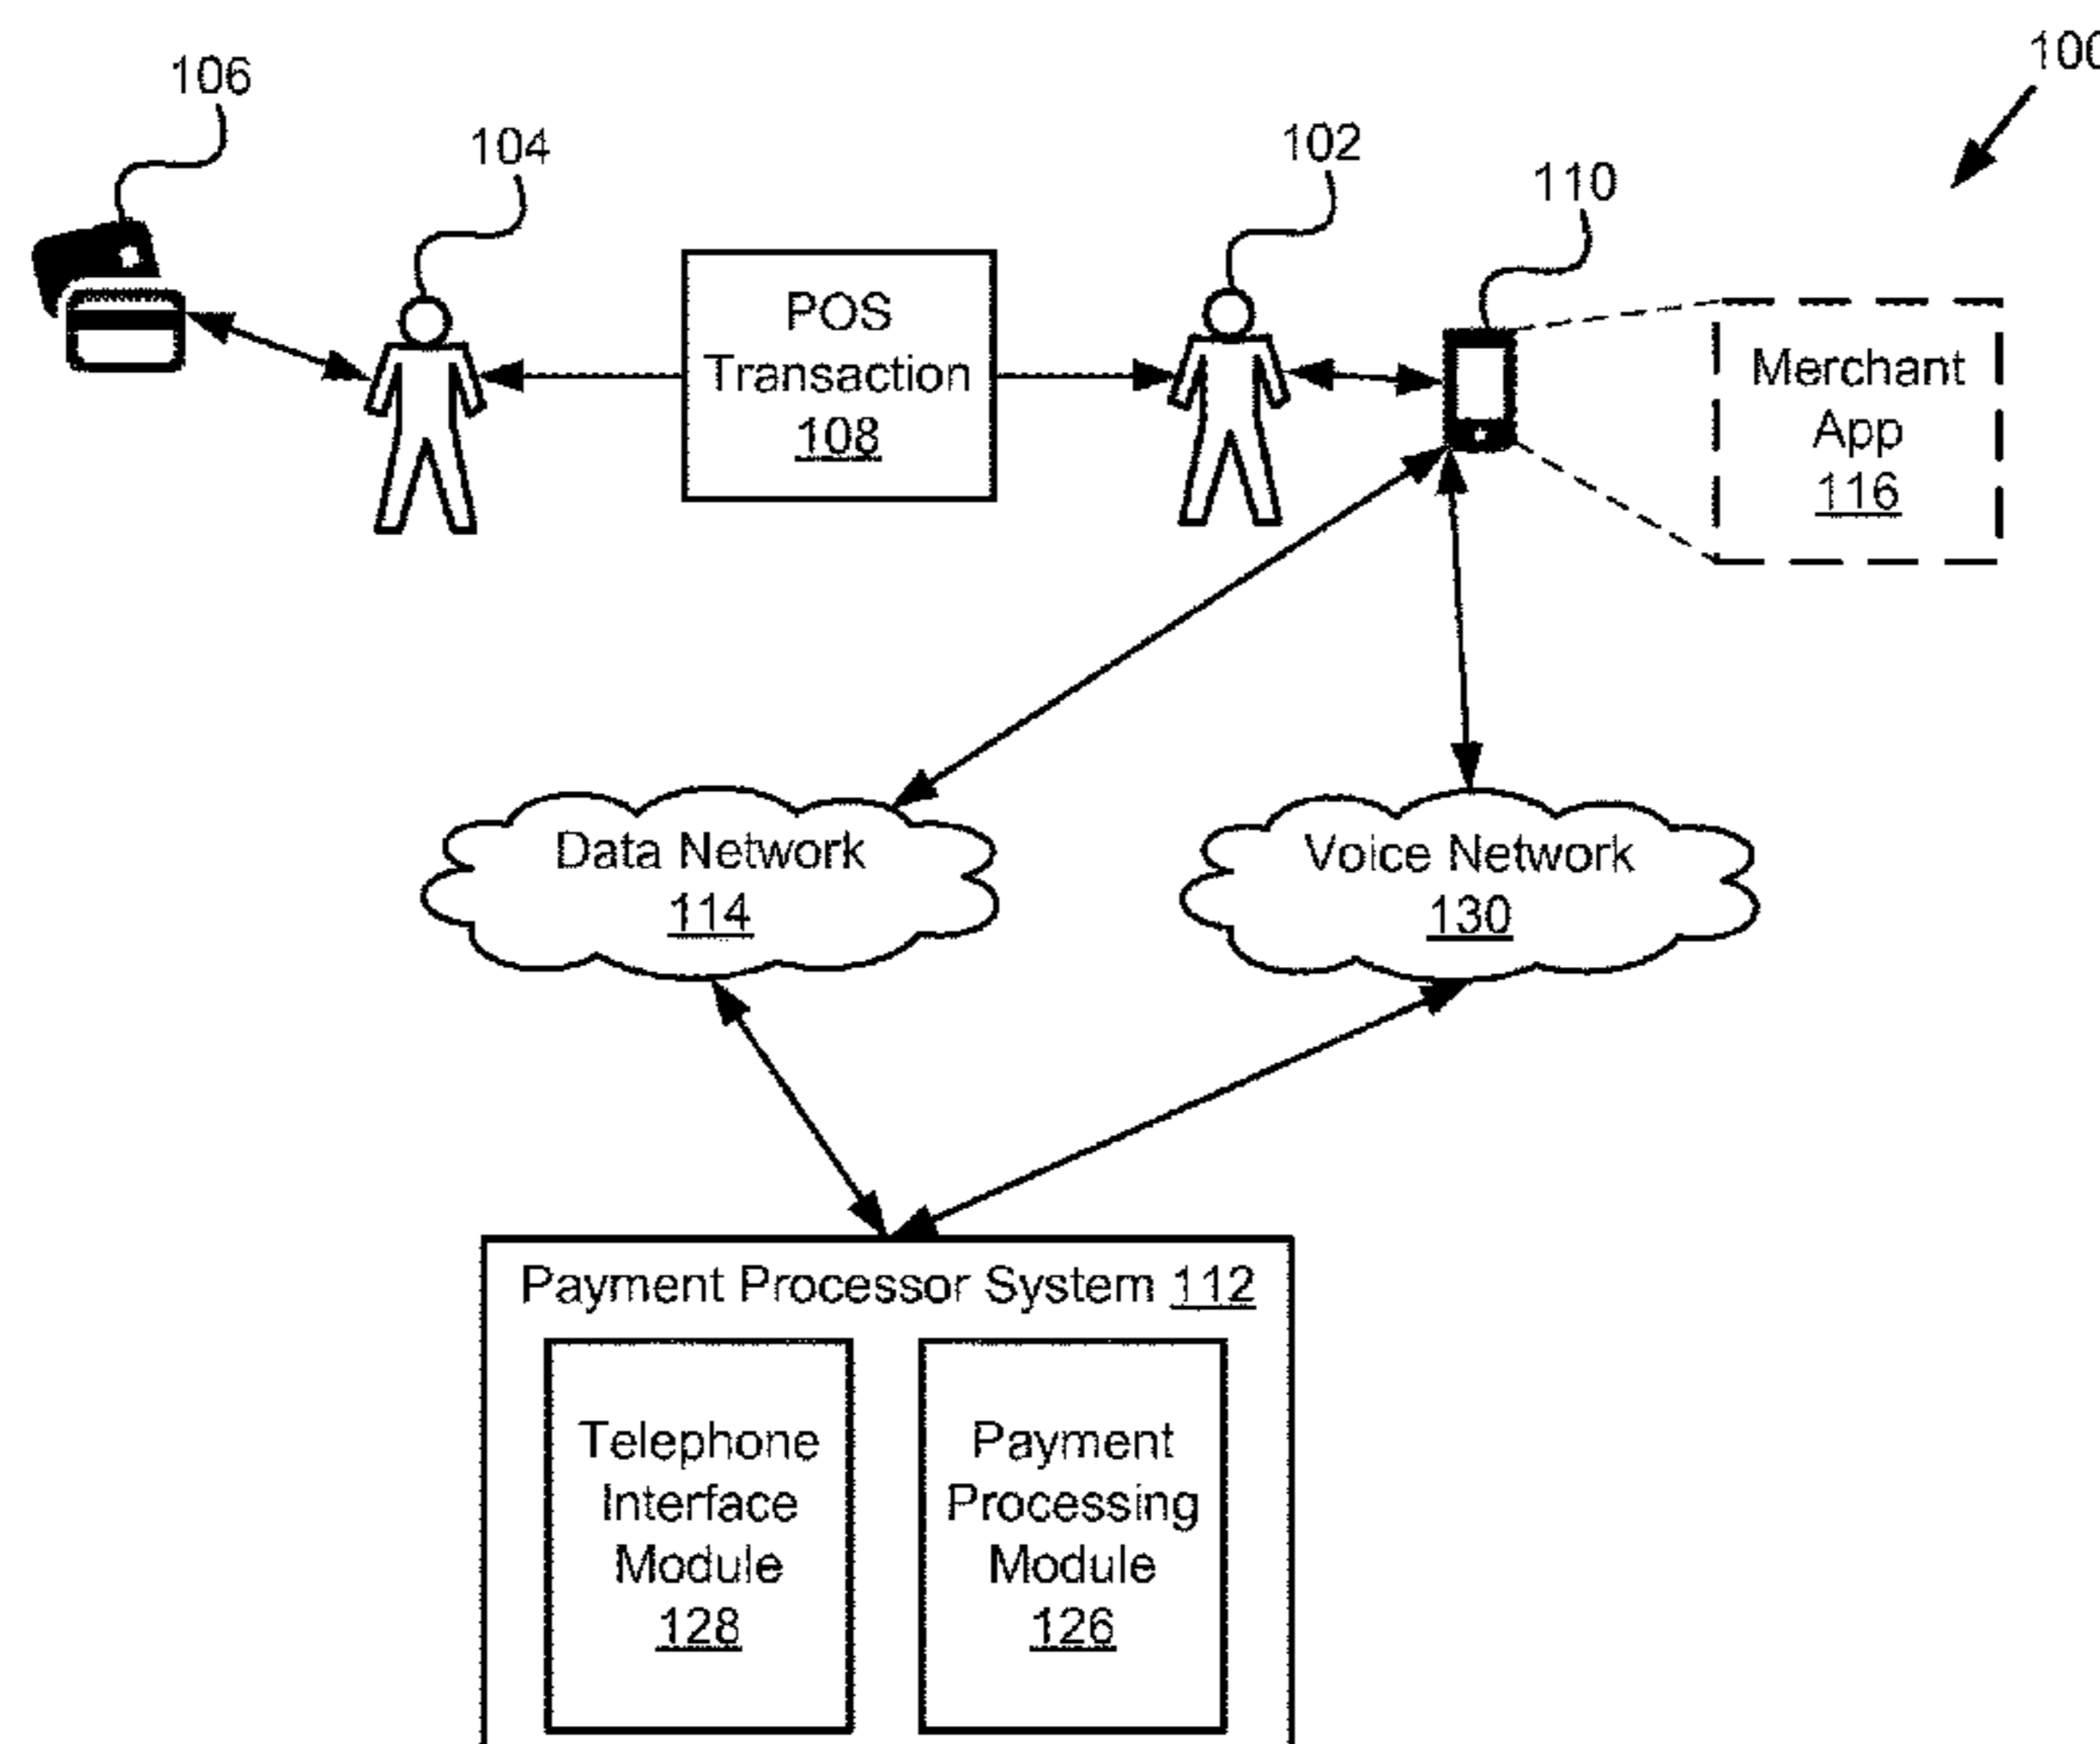 100
106
104
102
110
POS
Transaction
108
Merchant
App
116
Data Network
114
Voice Network
130
Payment Processor System 112
Telephone
Interface
Module
128
Payment
Processing
Module
126